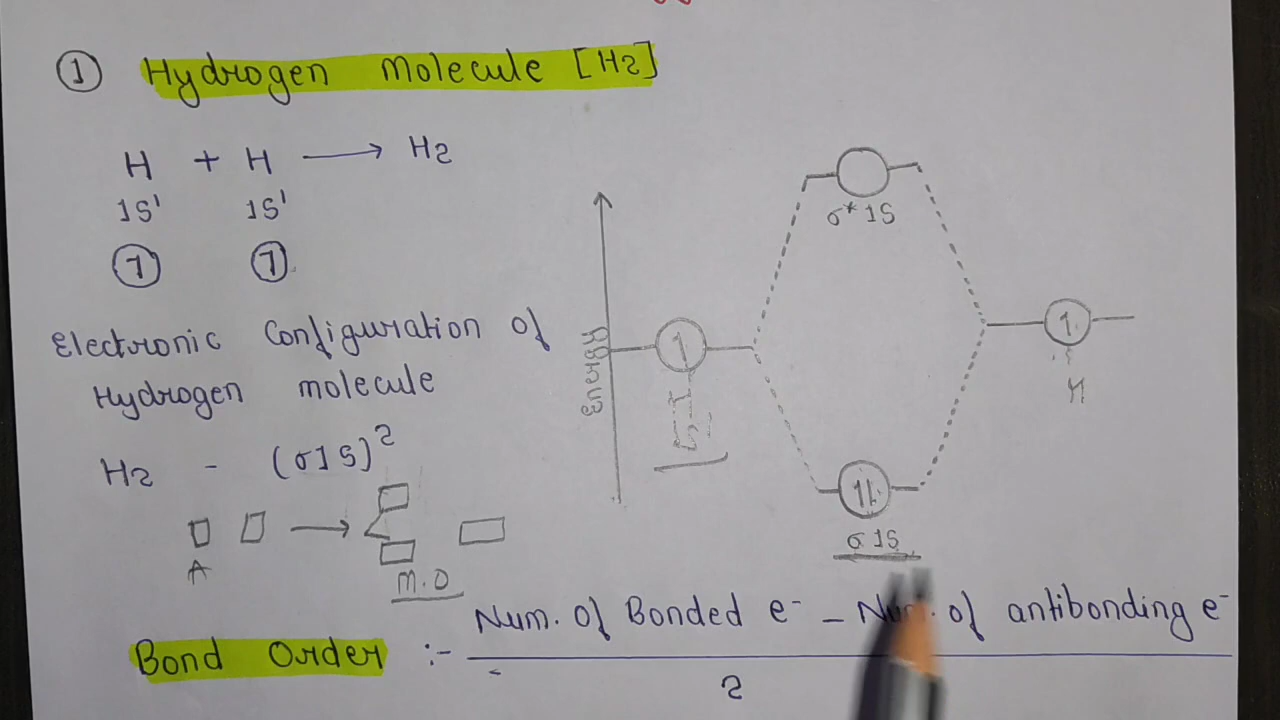 ① Hydrogen Molecule [H2]
H + H → H2
1S¹ 1S¹
Electronic Configuration of
Hydrogen molecule
H2 - (σ1S)²
A
M.O
Energy
σ* 1S
H
σ 1S
Bond Order :- Num. of Bonded e⁻ - Num. of antibonding e⁻
2